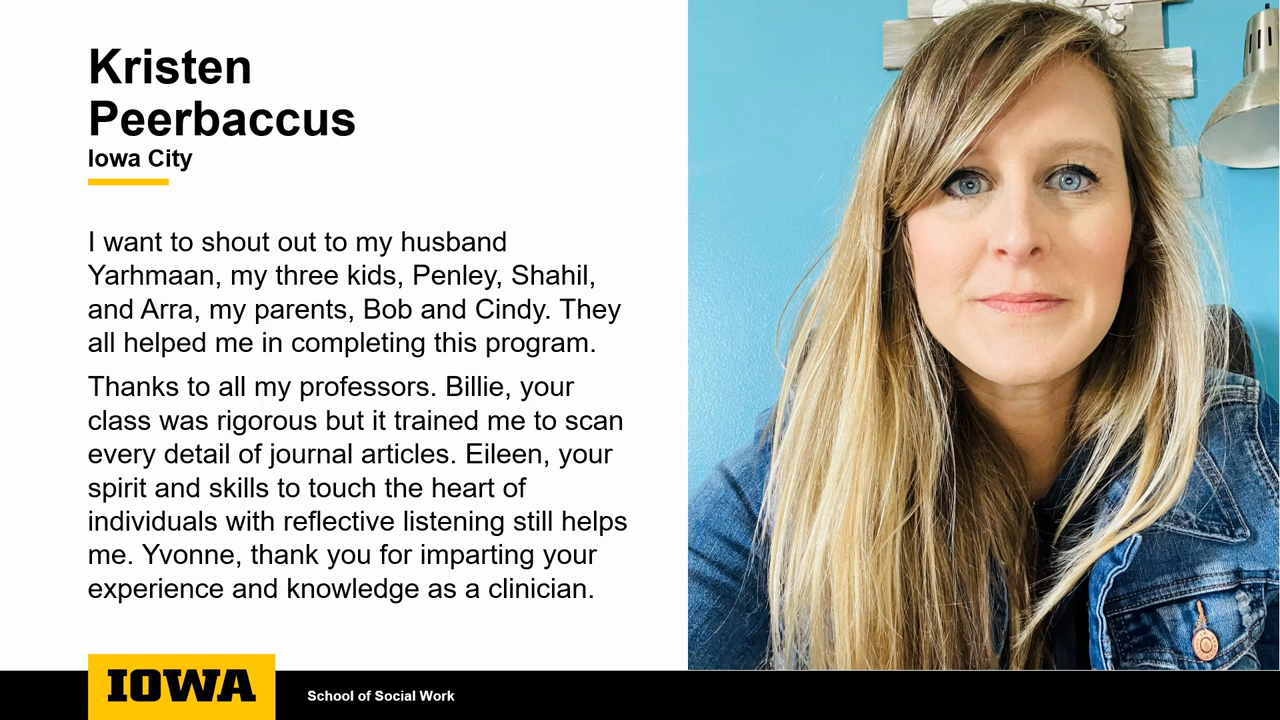 Kristen
Peerbaccus
Iowa City
I want to shout out to my husband
Yarhmaan, my three kids, Penley, Shahil,
and Arra, my parents, Bob and Cindy. They
all helped me in completing this program.
Thanks to all my professors. Billie, your
class was rigorous but it trained me to scan
every detail of journal articles. Eileen, your
spirit and skills to touch the heart of
individuals with reflective listening still helps
me. Yvonne, thank you for imparting your
experience and knowledge as a clinician.
IOWA
School of Social Work